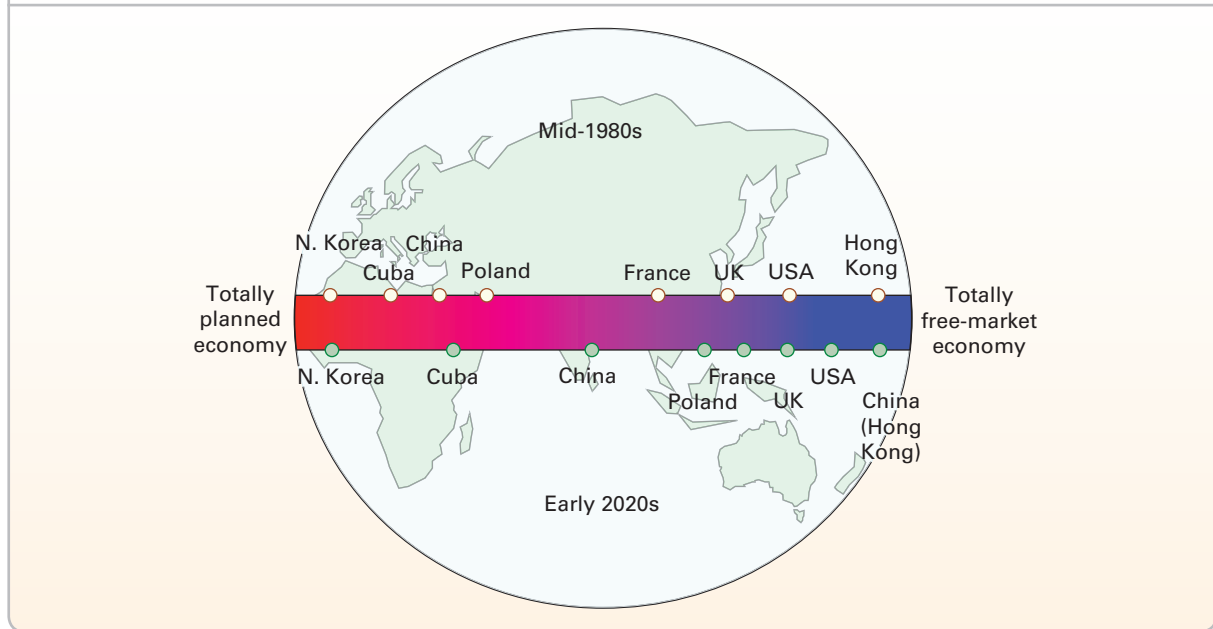 Mid-1980s
N. Korea
China
Cuba
Poland
France
UK
USA
Hong
Kong
Totally
planned
economy
Totally
free-market
economy
N. Korea
Cuba
China
France
USA
Poland
UK
China
(Hong
Kong)
Early 2020s